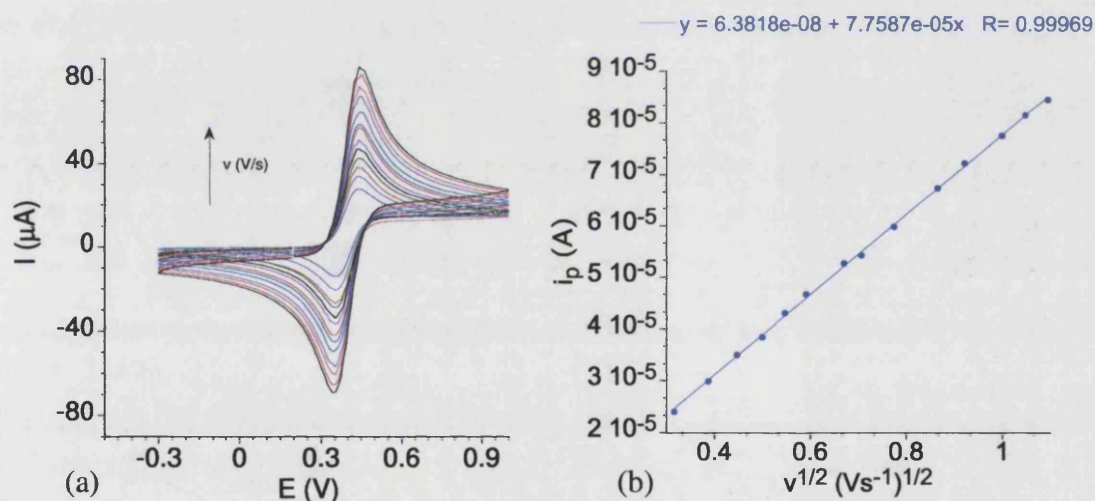 y = 6.3818e-08 + 7.7587e-05x R= 0.99969
80
40
0
-40
-80
I (µA)
v (V/s)
-0.3 0 0.3 0.6 0.9
(a) E (V)
9 10⁻⁵
8 10⁻⁵
7 10⁻⁵
6 10⁻⁵
5 10⁻⁵
4 10⁻⁵
3 10⁻⁵
2 10⁻⁵
iₚ (A)
0.4 0.6 0.8 1
(b) v¹/² (Vs⁻¹)¹/²